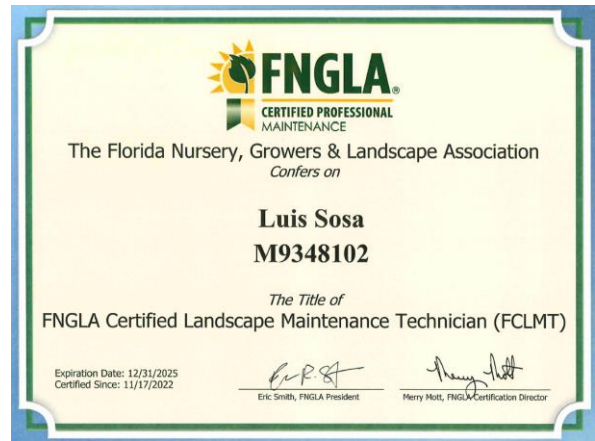 FNGLA®
CERTIFIED PROFESSIONAL
MAINTENANCE
The Florida Nursery, Growers & Landscape Association
Confers on
Luis Sosa
M9348102
The Title of
FNGLA Certified Landscape Maintenance Technician (FCLMT)
Expiration Date: 12/31/2025
Certified Since: 11/17/2022
Eric Smith, FNGLA President
Merry Mott, FNGLA Certification Director